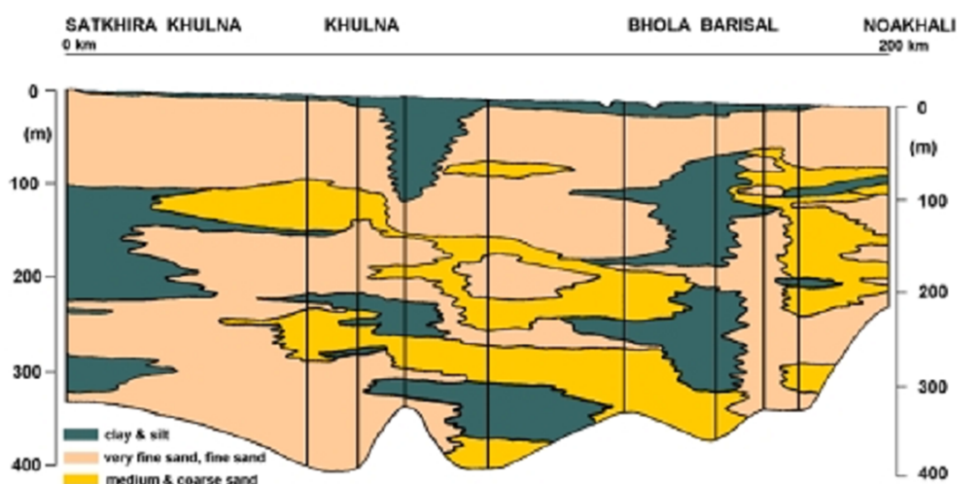 SATKHIRA KHULNA KHULNA BHOLA BARISAL NOAKHALI
0 km 200 km
0 0
(m) (m)
100 100
200 200
300 300
400 400
clay & silt
very fine sand, fine sand
medium & coarse sand